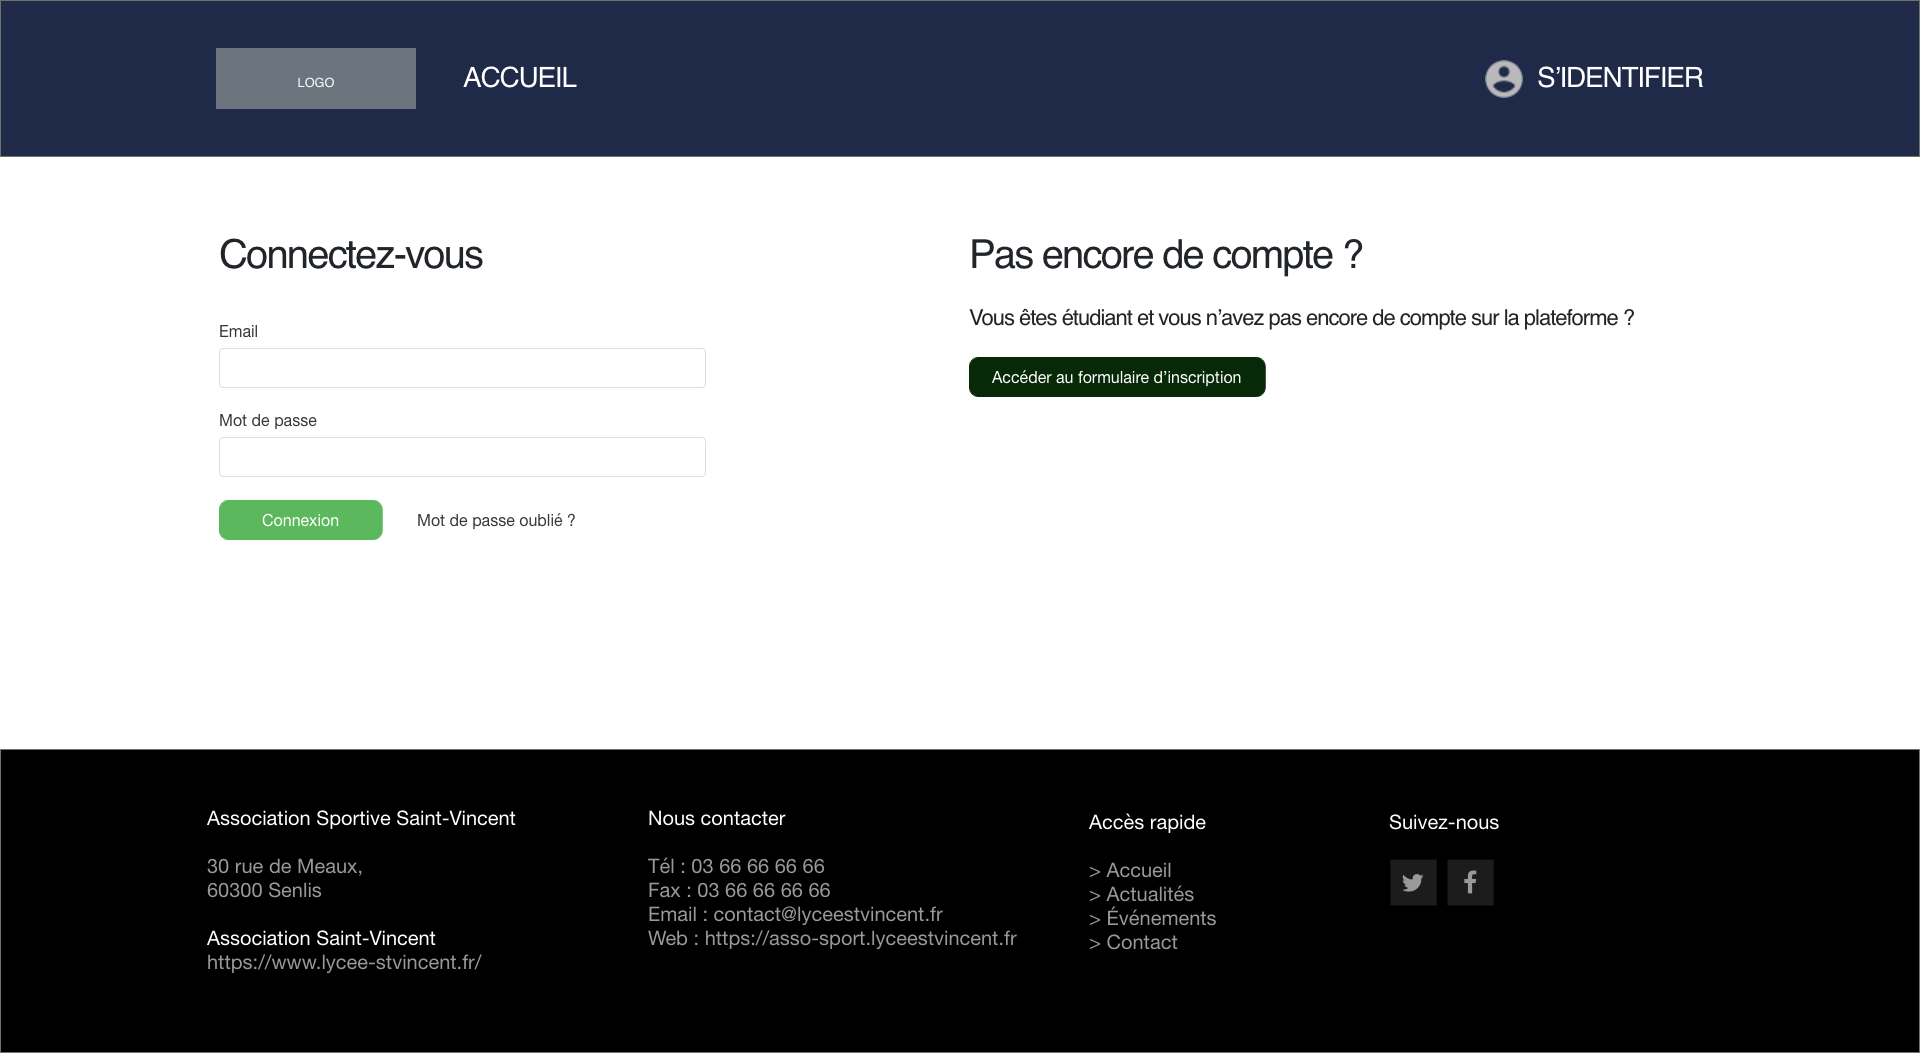 LOGO
ACCUEIL
S’IDENTIFIER
Connectez-vous
Email
Mot de passe
Connexion
Mot de passe oublié ?
Pas encore de compte ?
Vous êtes étudiant et vous n’avez pas encore de compte sur la plateforme ?
Accéder au formulaire d’inscription
Association Sportive Saint-Vincent
30 rue de Meaux,
60300 Senlis
Association Saint-Vincent
https://www.lycee-stvincent.fr/
Nous contacter
Tél : 03 66 66 66 66
Fax : 03 66 66 66 66
Email : contact@lyceestvincent.fr
Web : https://asso-sport.lyceestvincent.fr
Accès rapide
> Accueil
> Actualités
> Événements
> Contact
Suivez-nous